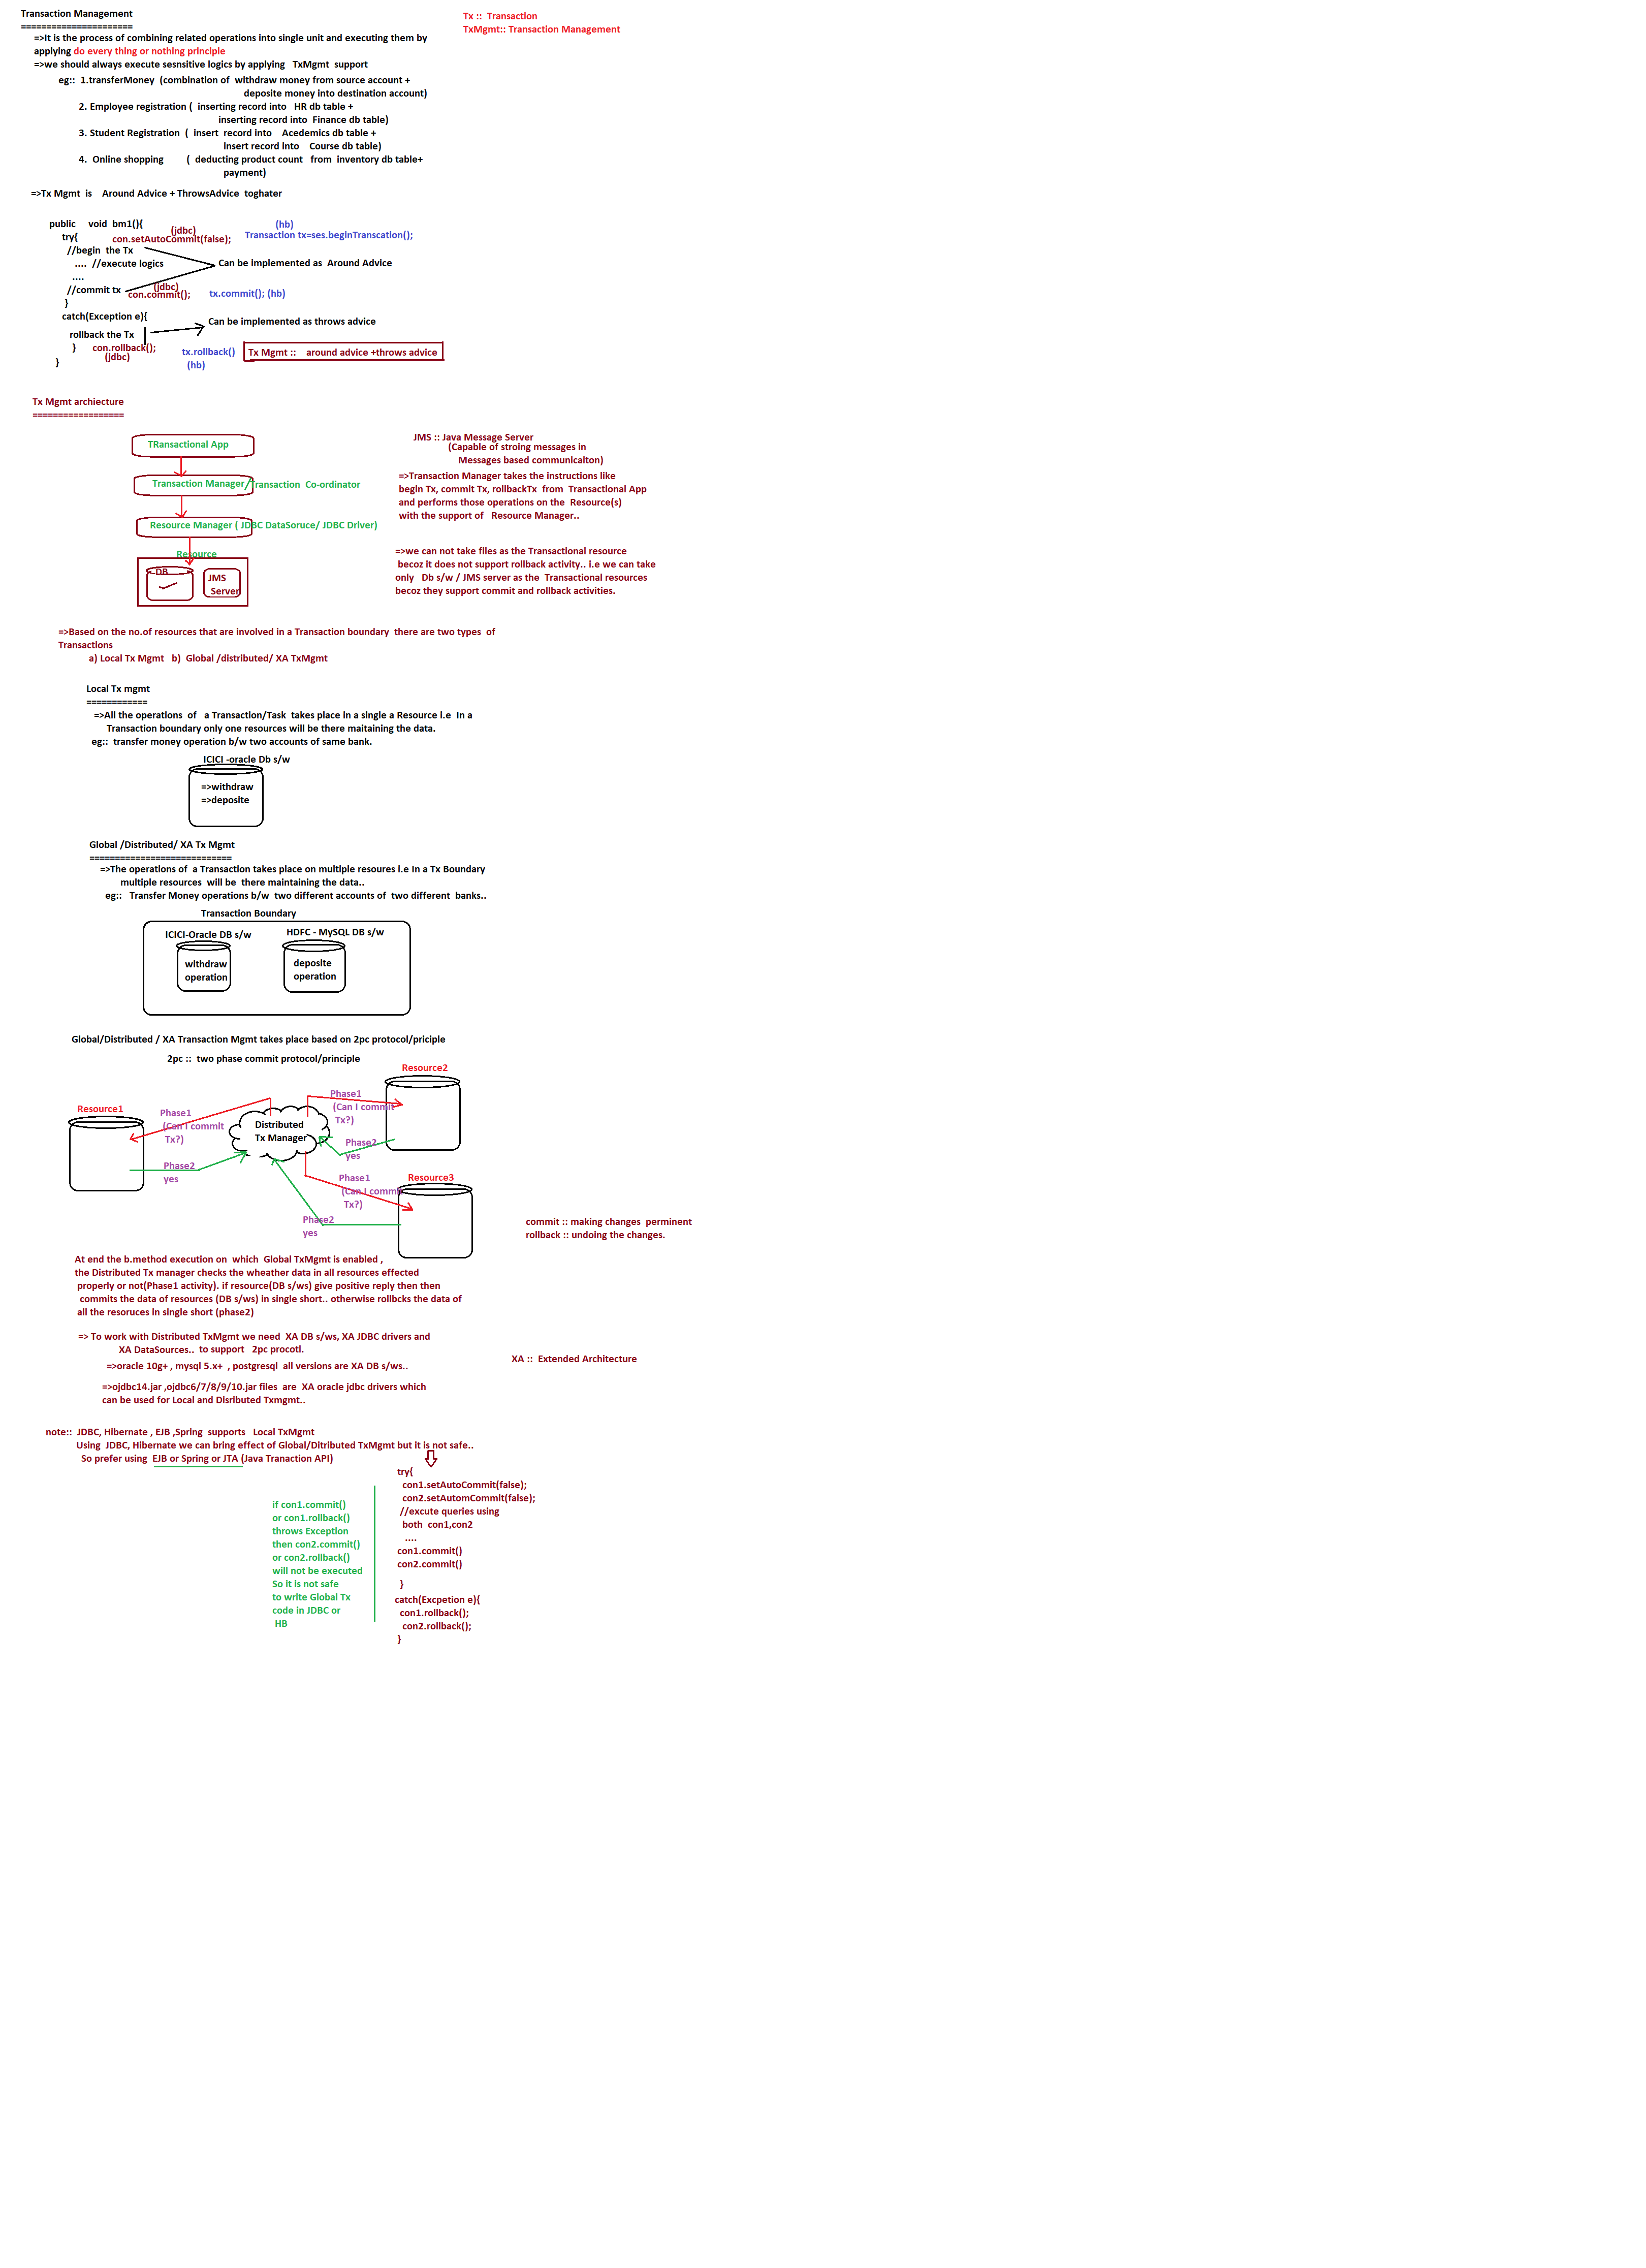 Transaction Management
======================
Tx :: Transaction
TxMgmt:: Transaction Management
=>It is the process of combining related operations into single unit and executing them by
applying do every thing or nothing principle
=>we should always execute sesnsitive logics by applying TxMgmt support
eg:: 1.transferMoney (combination of withdraw money from source account +
deposite money into destination account)
2. Employee registration ( inserting record into HR db table +
inserting record into Finance db table)
3. Student Registration ( insert record into Acedemics db table +
insert record into Course db table)
4. Online shopping ( deducting product count from inventory db table+
payment)
=>Tx Mgmt is Around Advice + ThrowsAdvice toghater
public void bm1(){
(jdbc)
(hb)
try{
con.setAutoCommit(false);
Transaction tx=ses.beginTranscation();
//begin the Tx
.... //execute logics
Can be implemented as Around Advice
....
//commit tx
(jdbc)
con.commit();
tx.commit(); (hb)
}
catch(Exception e){
Can be implemented as throws advice
rollback the Tx
} con.rollback();
(jdbc)
tx.rollback()
(hb)
Tx Mgmt :: around advice +throws advice
}
Tx Mgmt archiecture
==================
TRansactional App
Transaction Manager/Transaction Co-ordinator
Resource Manager ( JDBC DataSoruce/ JDBC Driver)
Resource
DB
JMS
Server
JMS :: Java Message Server
(Capable of stroing messages in
Messages based communicaiton)
=>Transaction Manager takes the instructions like
begin Tx, commit Tx, rollbackTx from Transactional App
and performs those operations on the Resource(s)
with the support of Resource Manager..
=>we can not take files as the Transactional resource
becoz it does not support rollback activity.. i.e we can take
only Db s/w / JMS server as the Transactional resources
becoz they support commit and rollback activities.
=>Based on the no.of resources that are involved in a Transaction boundary there are two types of
Transactions
a) Local Tx Mgmt b) Global /distributed/ XA TxMgmt
Local Tx mgmt
============
=>All the operations of a Transaction/Task takes place in a single a Resource i.e In a
Transaction boundary only one resources will be there maitaining the data.
eg:: transfer money operation b/w two accounts of same bank.
ICICI -oracle Db s/w
=>withdraw
=>deposite
Global /Distributed/ XA Tx Mgmt
============================
=>The operations of a Transaction takes place on multiple resoures i.e In a Tx Boundary
multiple resources will be there maintaining the data..
eg:: Transfer Money operations b/w two different accounts of two different banks..
Transaction Boundary
ICICI-Oracle DB s/w
HDFC - MySQL DB s/w
withdraw
operation
deposite
operation
Global/Distributed / XA Transaction Mgmt takes place based on 2pc protocol/priciple
2pc :: two phase commit protocol/principle
Resource2
Resource1
Phase1
(Can I commit
Tx?)
Phase1
(Can I commit
Tx?)
Distributed
Tx Manager
Phase2
yes
Phase2
yes
Phase1
(Can I commit
Tx?)
Resource3
Phase2
yes
commit :: making changes perminent
rollback :: undoing the changes.
At end the b.method execution on which Global TxMgmt is enabled ,
the Distributed Tx manager checks the wheather data in all resources effected
properly or not(Phase1 activity). if resource(DB s/ws) give positive reply then then
commits the data of resources (DB s/ws) in single short.. otherwise rollbcks the data of
all the resoruces in single short (phase2)
=> To work with Distributed TxMgmt we need XA DB s/ws, XA JDBC drivers and
XA DataSources.. to support 2pc procotl.
=>oracle 10g+ , mysql 5.x+ , postgresql all versions are XA DB s/ws..
XA :: Extended Architecture
=>ojdbc14.jar ,ojdbc6/7/8/9/10.jar files are XA oracle jdbc drivers which
can be used for Local and Disributed Txmgmt..
note:: JDBC, Hibernate , EJB ,Spring supports Local TxMgmt
Using JDBC, Hibernate we can bring effect of Global/Ditributed TxMgmt but it is not safe..
So prefer using EJB or Spring or JTA (Java Tranaction API)
if con1.commit()
or con1.rollback()
throws Exception
then con2.commit()
or con2.rollback()
will not be executed
So it is not safe
to write Global Tx
code in JDBC or
HB
try{
con1.setAutoCommit(false);
con2.setAutomCommit(false);
//excute queries using
both con1,con2
....
con1.commit()
con2.commit()
}
catch(Excpetion e){
con1.rollback();
con2.rollback();
}